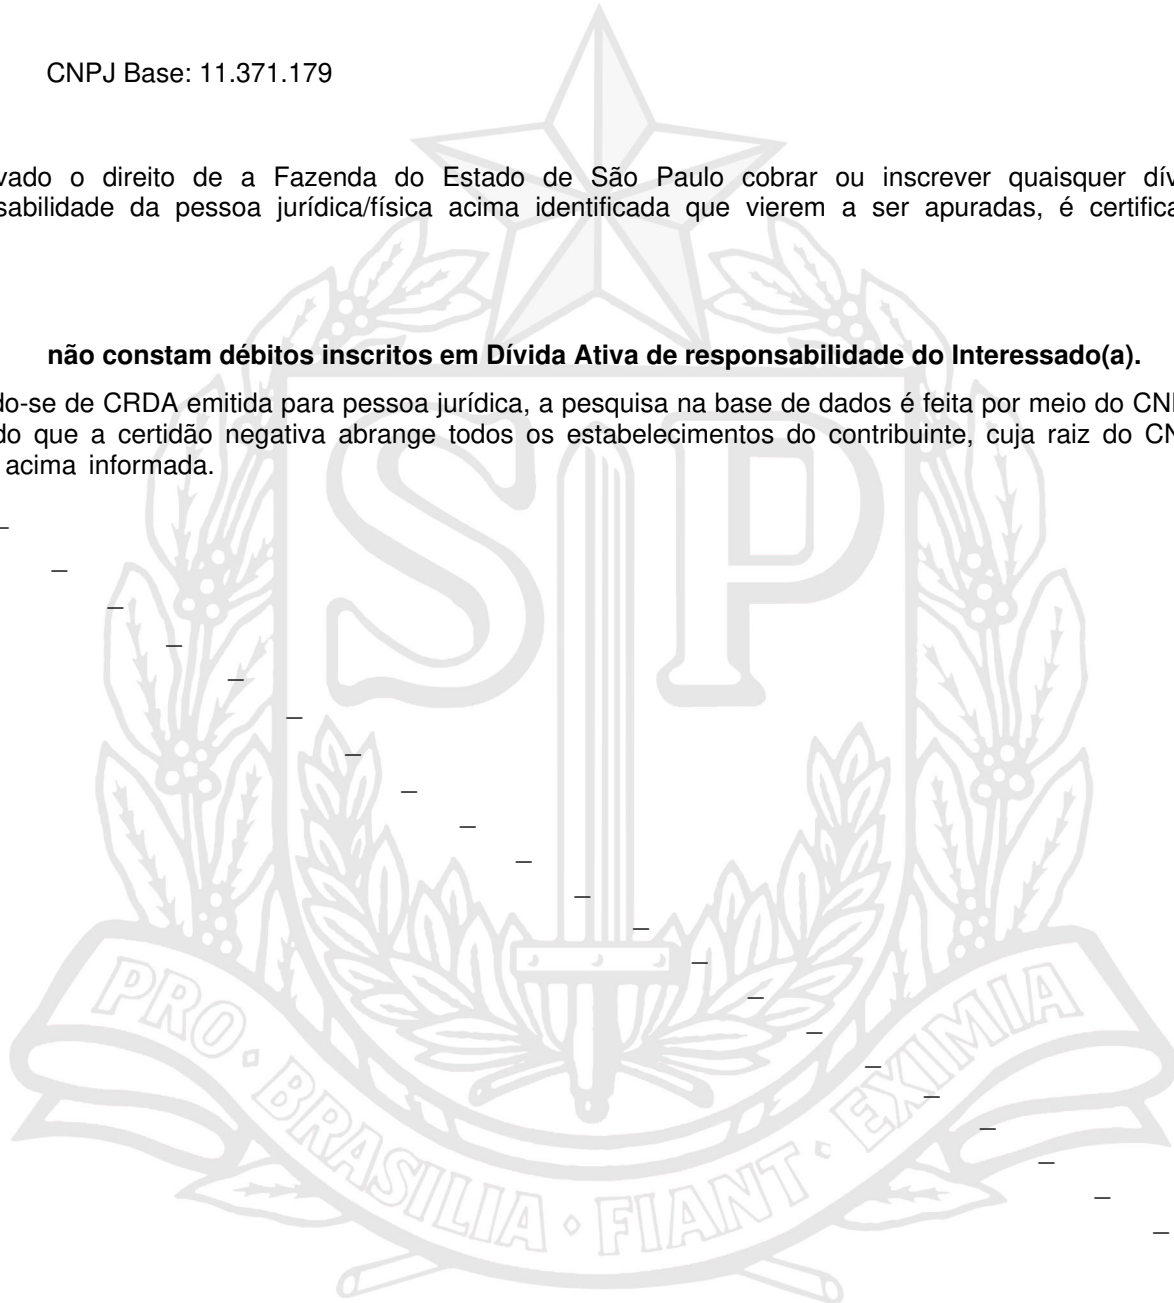 CNPJ Base: 11.371.179
vado o direito de a Fazenda do Estado de São Paulo cobrar ou inscrever quaisquer dív
sabilidade da pessoa jurídica/física acima identificada que vierem a ser apuradas, é certifica
não constam débitos inscritos em Dívida Ativa de responsabilidade do Interessado(a).
do-se de CRDA emitida para pessoa jurídica, a pesquisa na base de dados é feita por meio do CN
do que a certidão negativa abrange todos os estabelecimentos do contribuinte, cuja raiz do CN
acima informada.
SP
PRO · BRASILIA · FIANT · EXIMIA